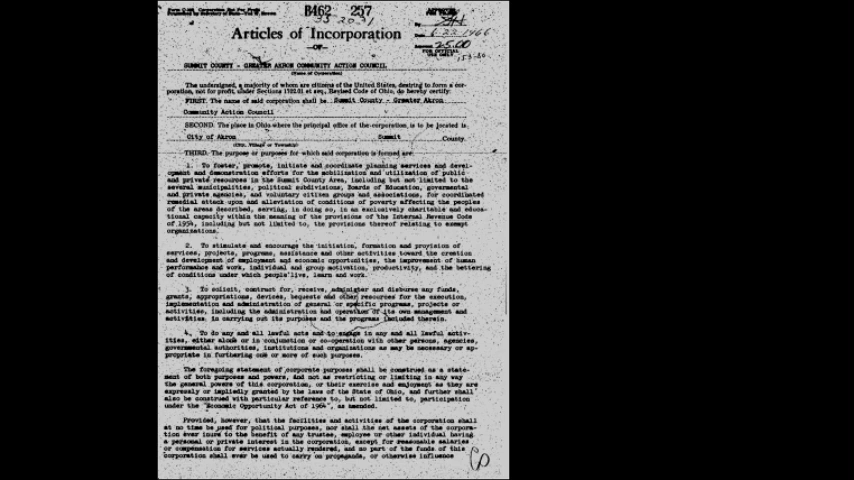 B462 257
Articles of Incorporation
—OF—
SUMMIT COUNTY - GREATER AKRON COMMUNITY ACTION COUNCIL
(Name of Corporation)
The undersigned, a majority of whom are citizens of the United States, desiring to form a cor-
poration, not for profit, under Sections 1702.01 et seq., Revised Code of Ohio, do hereby certify:
FIRST. The name of said corporation shall be Summit County - Greater Akron
Community Action Council
SECOND. The place in Ohio where the principal office of the corporation is to be located is
City of Akron Summit County.
(City, Village or Township)
THIRD. The purpose or purposes for which said corporation is formed are:
1. To foster, promote, initiate and coordinate planning services and devel-
opment and demonstration efforts for the mobilization and utilization of public
and private resources in the Summit County Area, including but not limited to the
several municipalities, political subdivisions, Boards of Education, governmental
and private agencies, and voluntary citizen groups and associations, for coordinated
remedial attack upon and alleviation of conditions of poverty affecting the peoples
of the areas described, serving, in doing so, in an exclusively charitable and educa-
tional capacity within the meaning of the provisions of the Internal Revenue Code
of 1954, including but not limited to, the provisions thereof relating to exempt
organizations.
2. To stimulate and encourage the initiation, formation and provision of
services, projects, programs, assistance and other activities toward the creation
and development of employment and economic opportunities, the improvement of human
performance and work, individual and group motivation, productivity, and the bettering
of conditions under which people live, learn and work.
3. To solicit, contract for, receive, administer and disburse any funds,
grants, appropriations, devices, bequests and other resources for the execution,
implementation and administration of general or specific programs, projects or
activities, including the administration and operation of its own management and
activities, in carrying out its purposes and the programs included therein.
4. To do any and all lawful acts and to engage in any and all lawful activ-
ities, either alone or in conjunction or co-operation with other persons, agencies,
governmental authorities, institutions and organizations as may be necessary or ap-
propriate in furthering one or more of such purposes.
The foregoing statement of corporate purposes shall be construed as a state-
ment of both purposes and powers, And not as restricting or limiting in any way
the general powers of this corporation, or their exercise and enjoyment as they are
expressly or impliedly granted by the laws of the State of Ohio, and further shall
also be construed with particular reference to, but not limited to, participation
under the "Economic Opportunity Act of 1964", as amended.
Provided, however, that the facilities and activities of the corporation shall
at no time be used for political purposes, nor shall the net assets of the corpora-
tion ever inure to the benefit of any trustee, employee or other individual having
a personal or private interest in the corporation, except for reasonable salaries
or compensation for services actually rendered, and no part of the funds of this
corporation shall ever be used to carry on propaganda, or otherwise influence